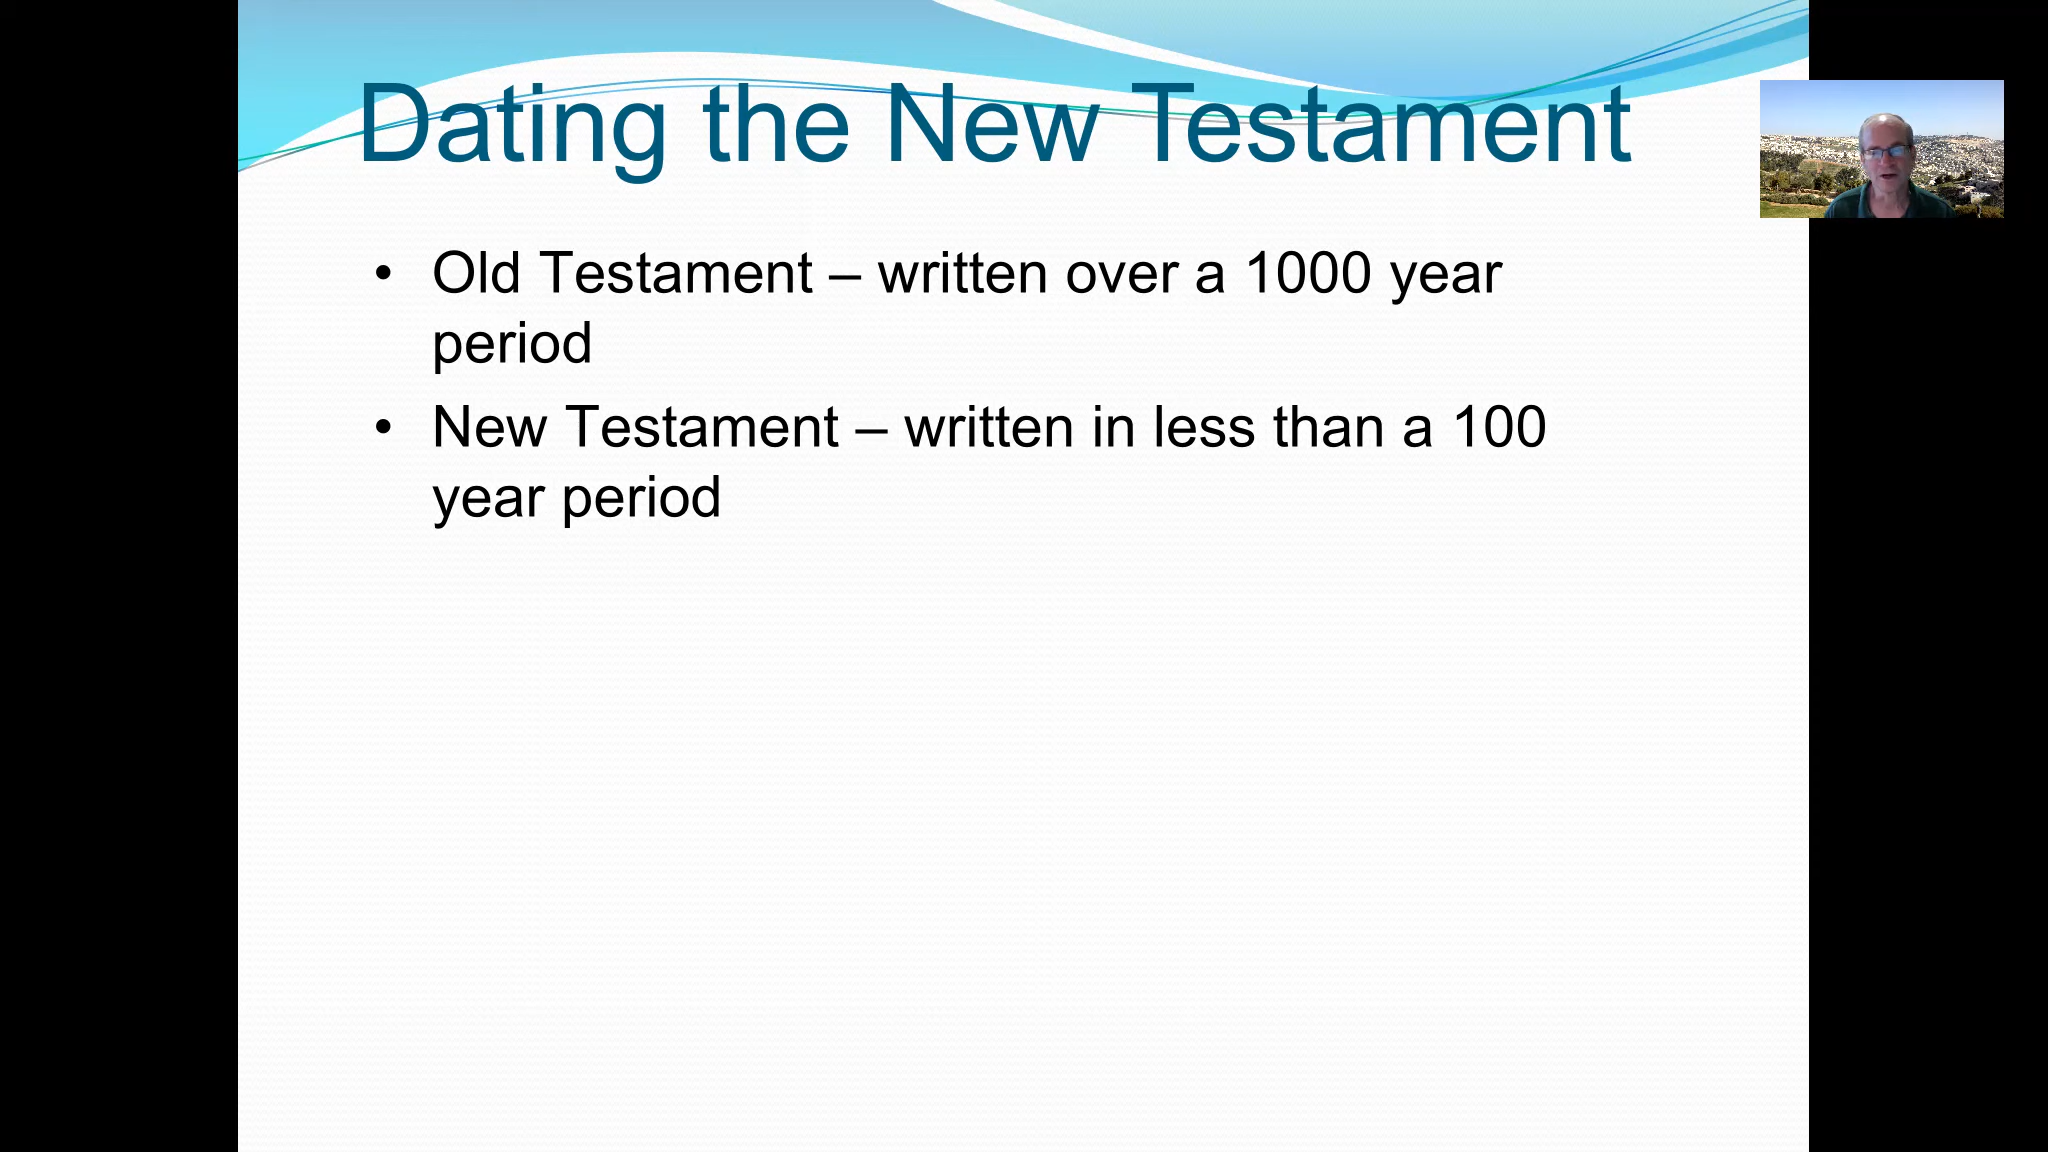 Dating the New Testament
• Old Testament – written over a 1000 year
period
• New Testament – written in less than a 100
year period